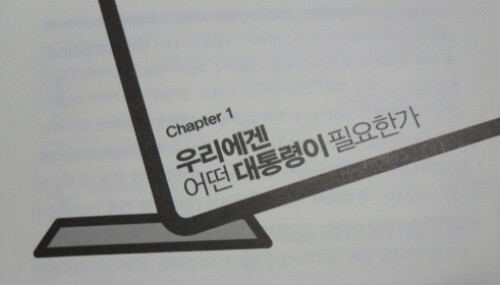 Chapter 1
우리에겐
어떤 대통령이 필요한가